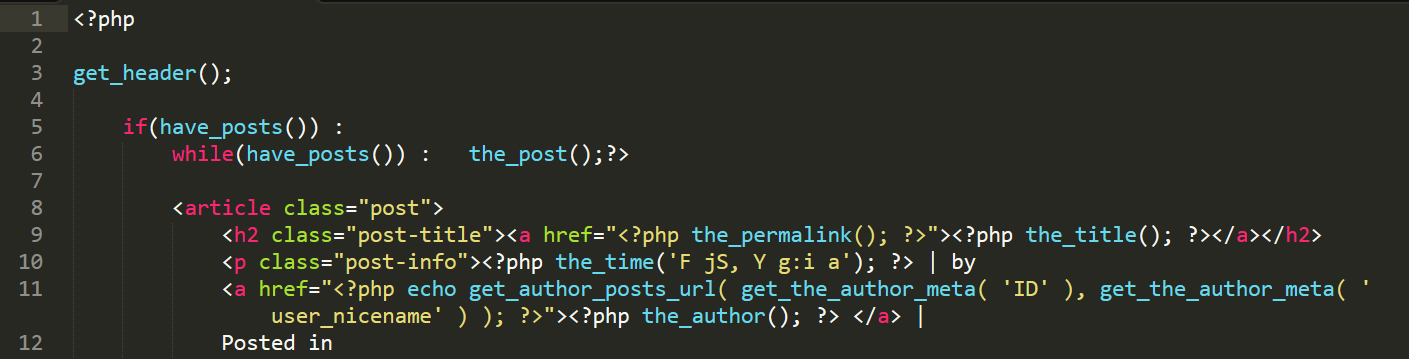 1 <?php
2
3 get_header();
4
5 if(have_posts()) :
6 while(have_posts()) : the_post();?>
7
8 <article class="post">
9 <h2 class="post-title"><a href="<?php the_permalink(); ?>"><?php the_title(); ?></a></h2>
10 <p class="post-info"><?php the_time('F jS, Y g:i a'); ?> | by
11 <a href="<?php echo get_author_posts_url( get_the_author_meta( 'ID' ), get_the_author_meta( '
user_nicename' ) ); ?>"><?php the_author(); ?> </a> |
12 Posted in